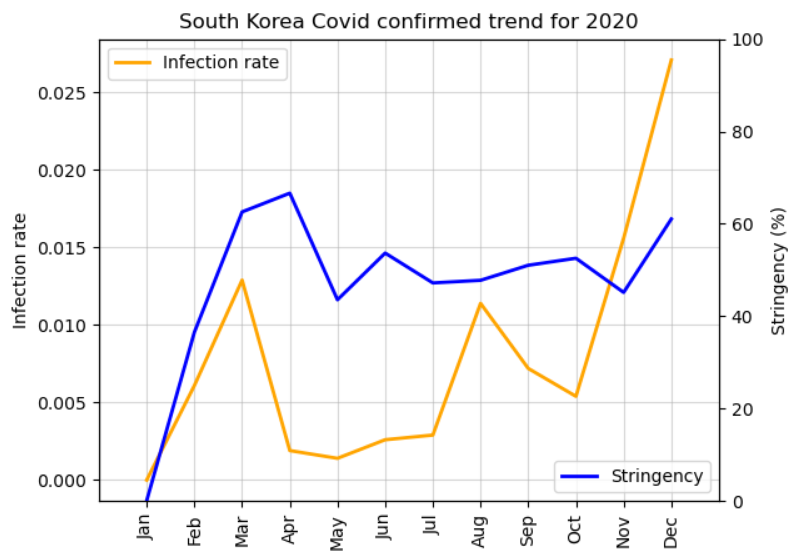 South Korea Covid confirmed trend for 2020
Infection rate
Infection rate
0.025
0.020
0.015
0.010
0.005
0.000
100
80
60
40
20
0
Stringency (%)
Stringency
Jan
Feb
Mar
Apr
May
Jun
Jul
Aug
Sep
Oct
Nov
Dec